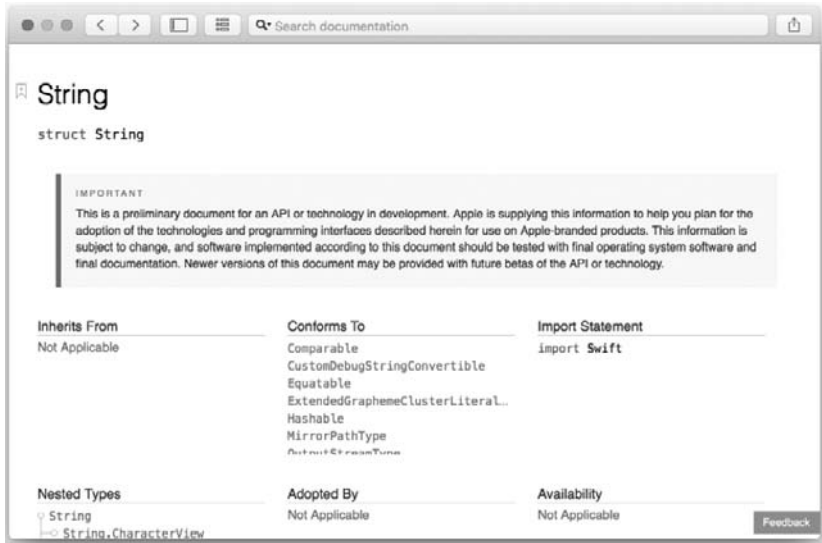 Search documentation
String
struct String
IMPORTANT
This is a preliminary document for an API or technology in development. Apple is supplying this information to help you plan for the
adoption of the technologies and programming interfaces described herein for use on Apple-branded products. This information is
subject to change, and software implemented according to this document should be tested with final operating system software and
final documentation. Newer versions of this document may be provided with future betas of the API or technology.
Inherits From
Not Applicable
Conforms To
Comparable
CustomDebugStringConvertible
Equatable
ExtendedGraphemeClusterLiteral…
Hashable
MirrorPathType
OutputStreamType
Import Statement
import Swift
Nested Types
String
String.CharacterView
Adopted By
Not Applicable
Availability
Not Applicable
Feedback